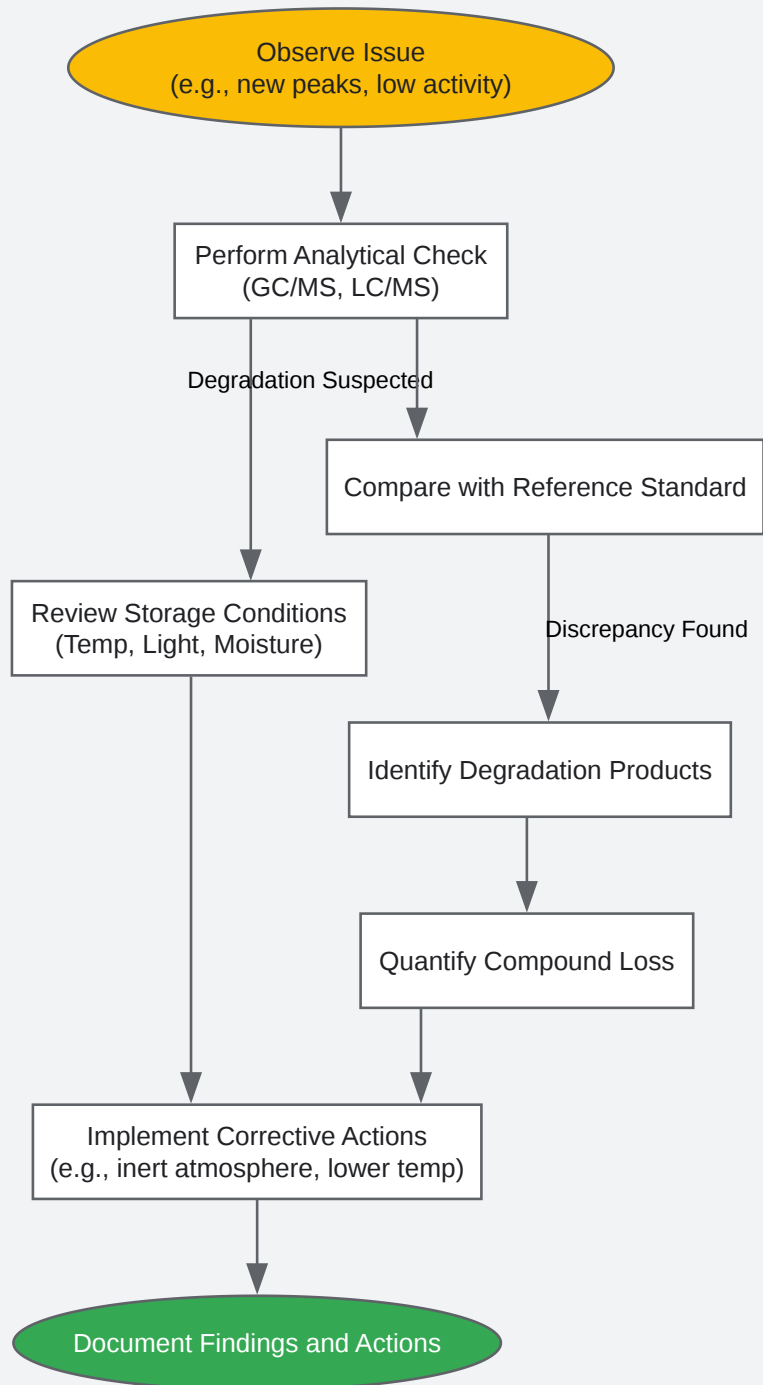 Observe Issue
(e.g., new peaks, low activity)
Perform Analytical Check
(GC/MS, LC/MS)
Degradation Suspected
Compare with Reference Standard
Review Storage Conditions
(Temp, Light, Moisture)
Discrepancy Found
Identify Degradation Products
Quantify Compound Loss
Implement Corrective Actions
(e.g., inert atmosphere, lower temp)
Document Findings and Actions